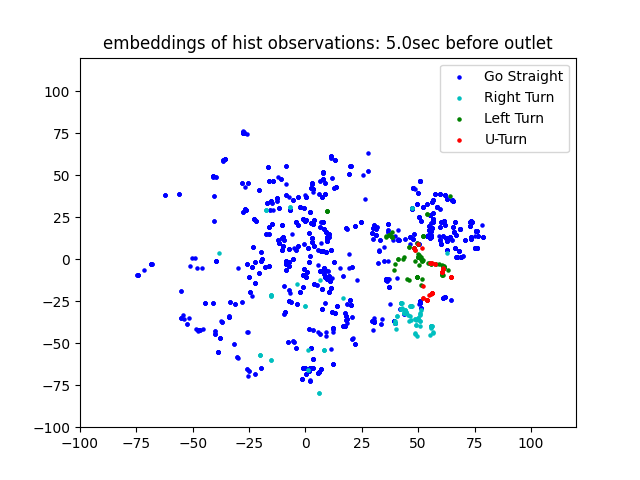 embeddings of hist observations: 5.0sec before outlet
Go Straight
Right Turn
Left Turn
U-Turn
100
75
50
25
0
−25
−50
−75
−100
−100 −75 −50 −25 0 25 50 75 100